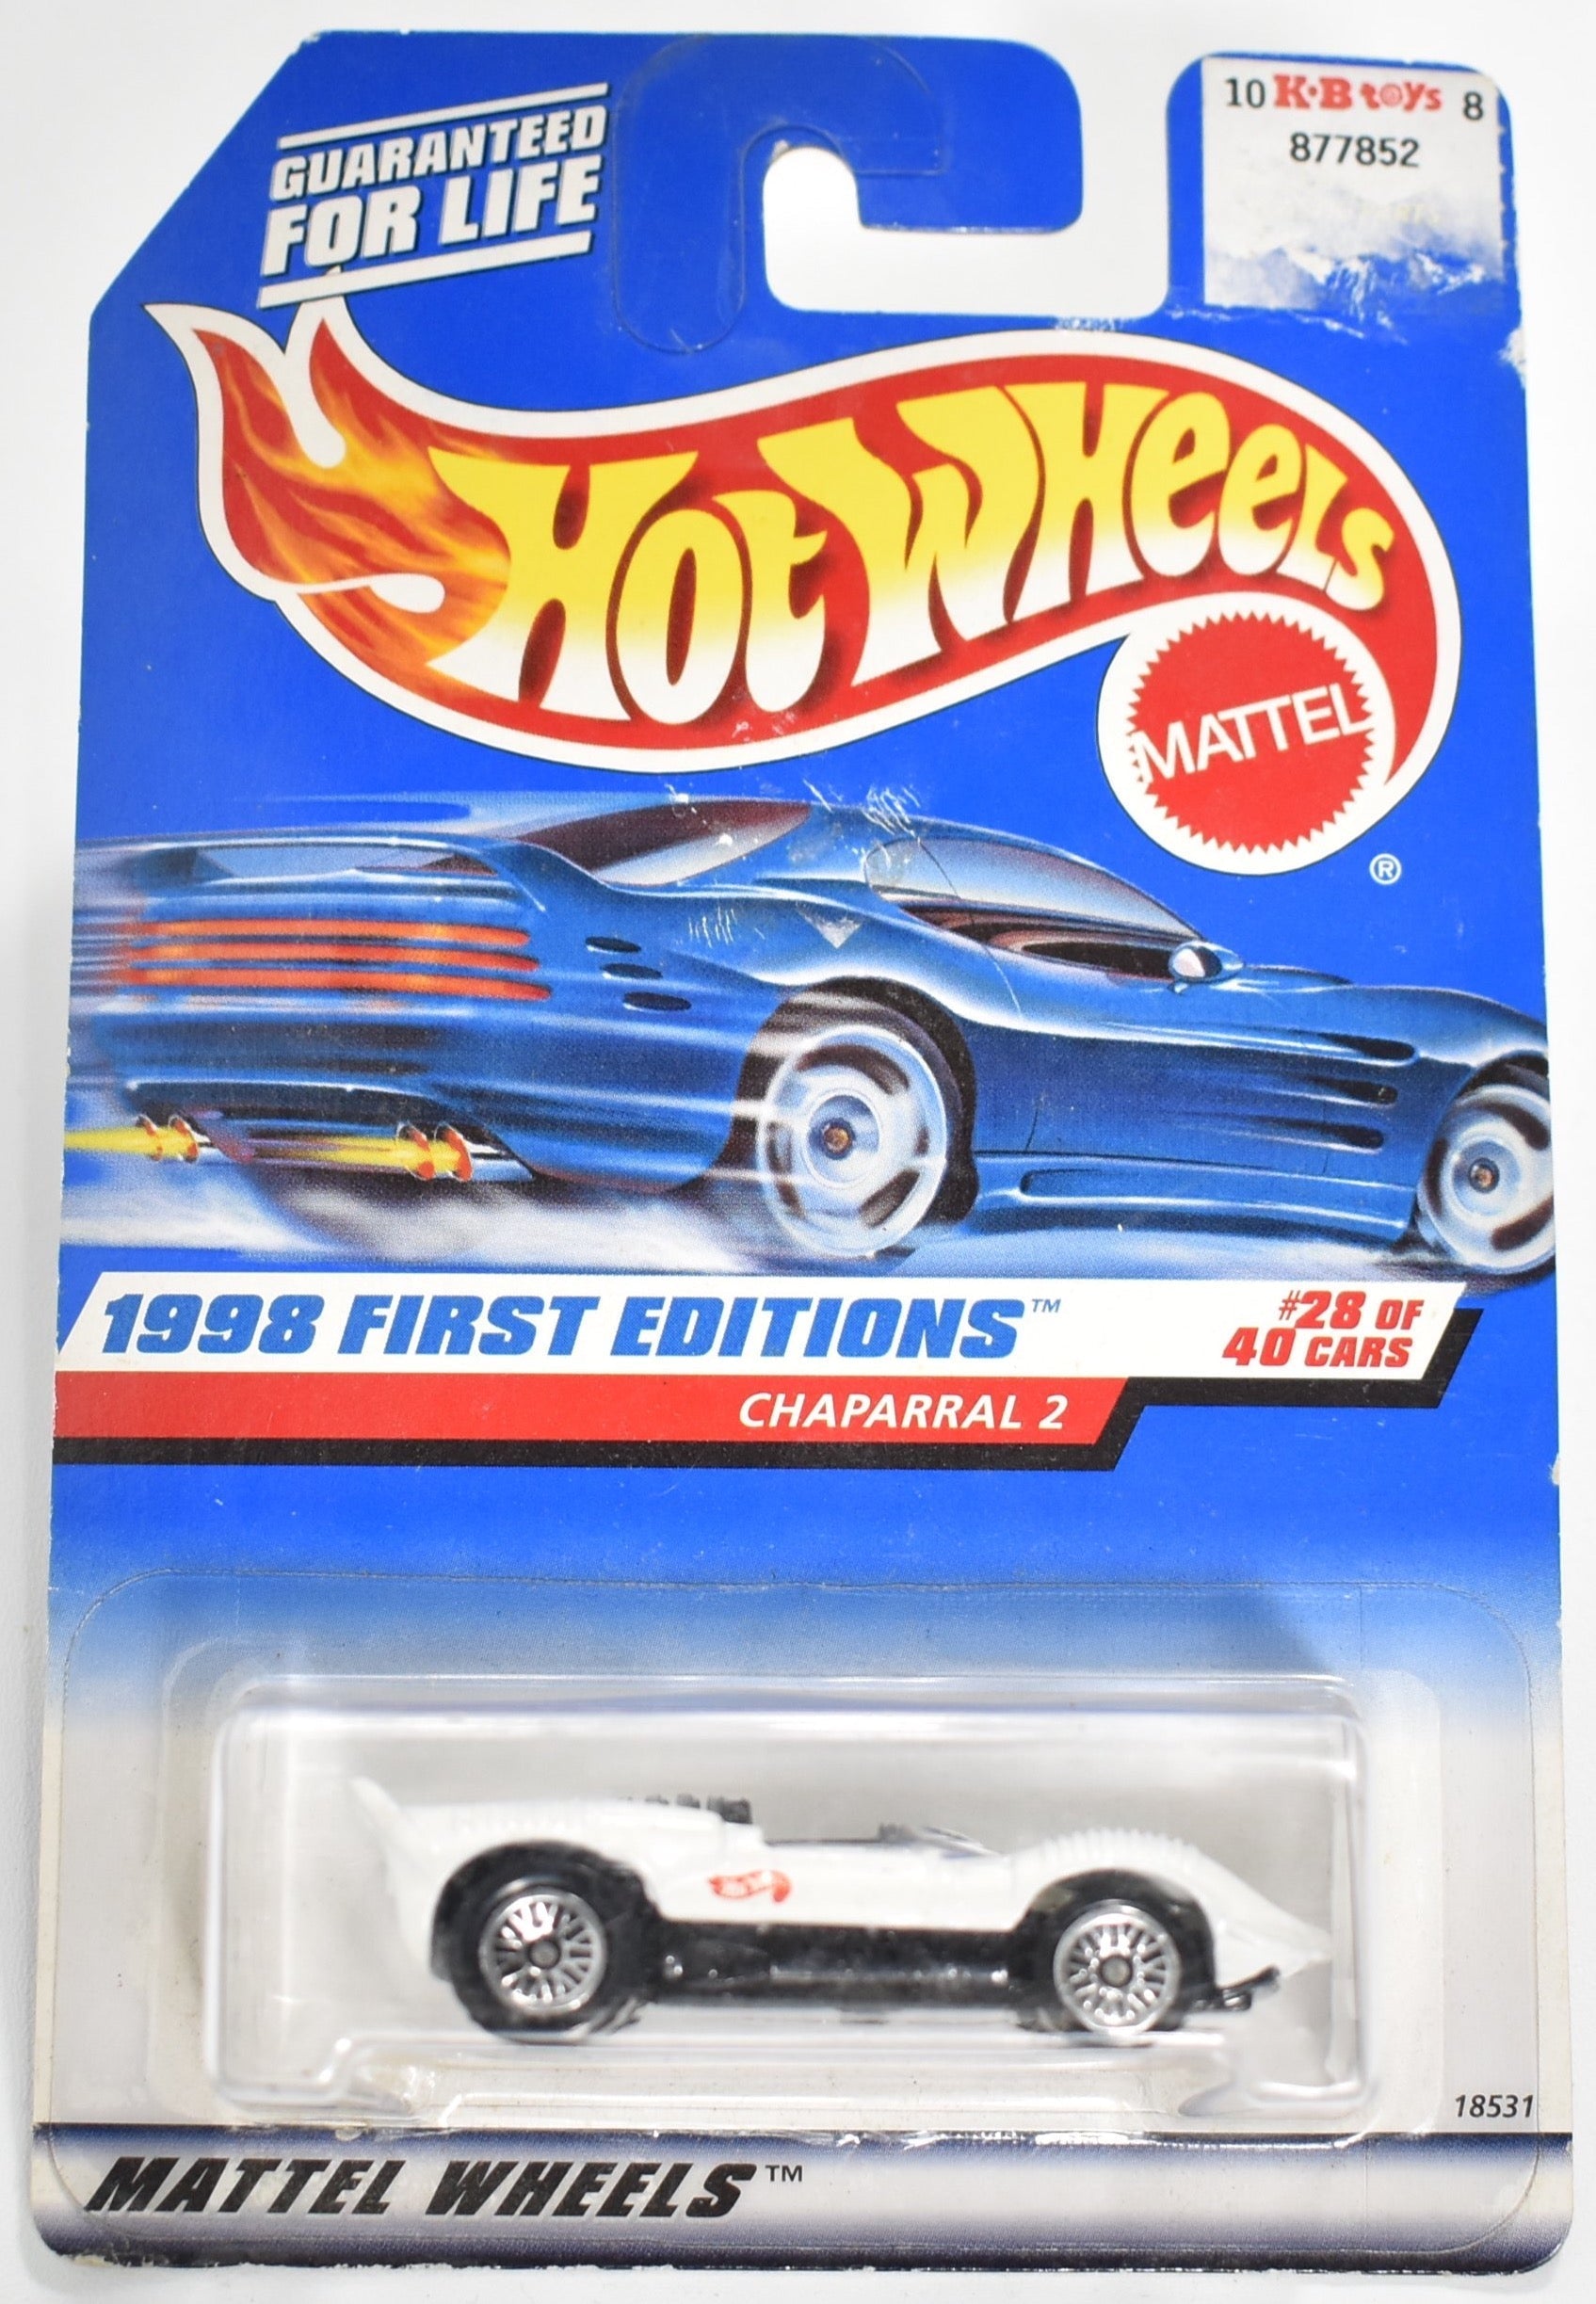 GUARANTEED
FOR LIFE
10 K·B toys 8
877852
HOT WHEELS
MATTEL
®
1998 FIRST EDITIONS™
#28 OF
40 CARS
CHAPARRAL 2
18531
MATTEL WHEELS™